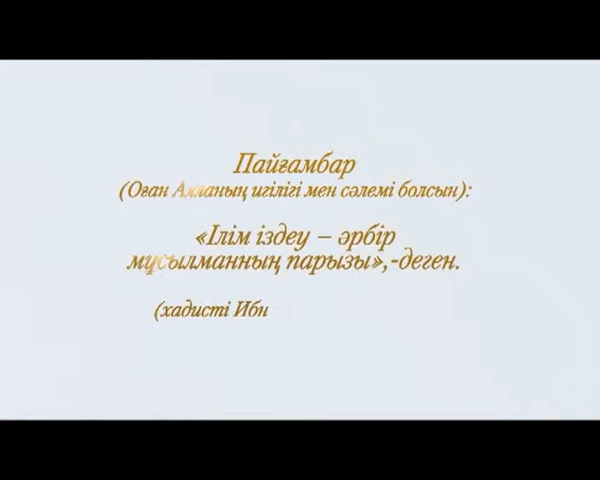 Пайғамбар
(Оған Алланың игілігі мен сәлемі болсын):
«Ілім іздеу – әрбір
мұсылманның парызы»,-деген.
(хадисті Ибн